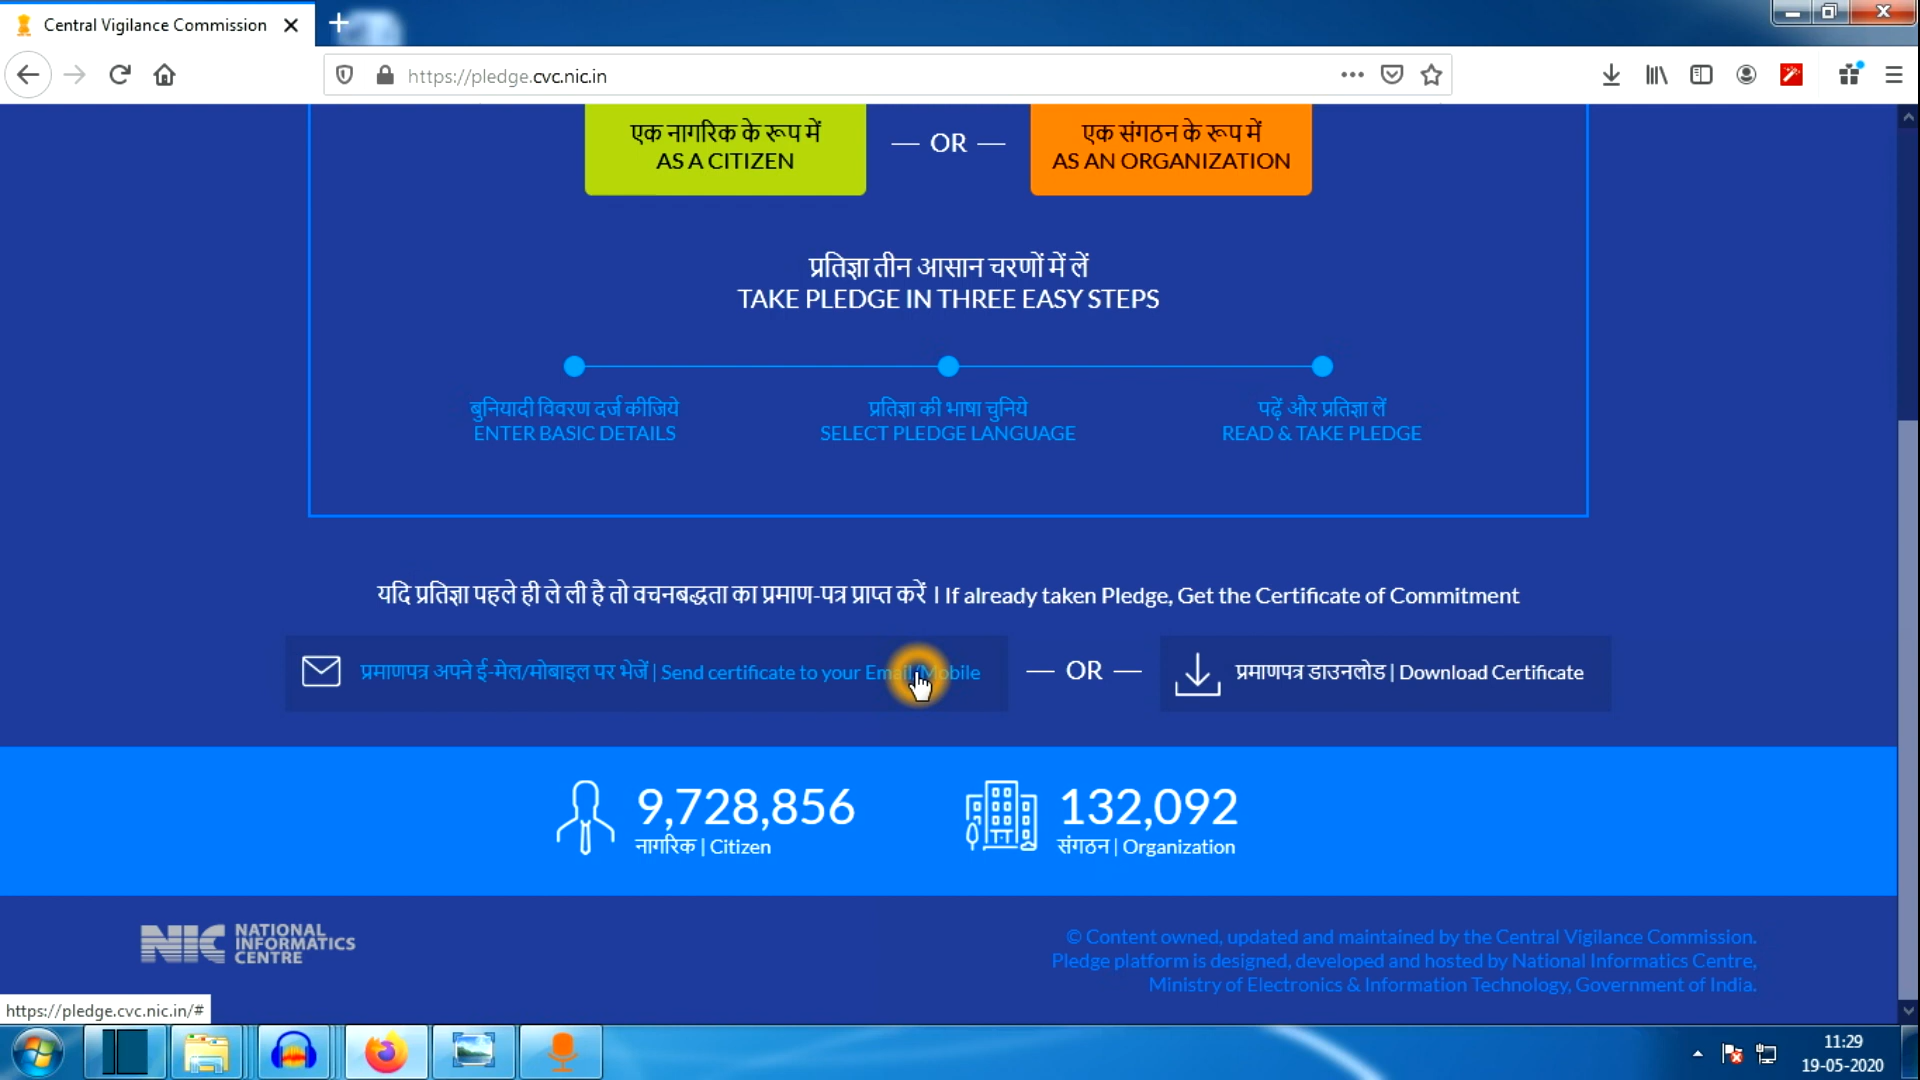 Central Vigilance Commission
https://pledge.cvc.nic.in
एक नागरिक के रूप में
AS A CITIZEN
— OR —
एक संगठन के रूप में
AS AN ORGANIZATION
प्रतिज्ञा तीन आसान चरणों में लें
TAKE PLEDGE IN THREE EASY STEPS
बुनियादी विवरण दर्ज कीजिये
ENTER BASIC DETAILS
प्रतिज्ञा की भाषा चुनिये
SELECT PLEDGE LANGUAGE
पढ़ें और प्रतिज्ञा लें
READ & TAKE PLEDGE
यदि प्रतिज्ञा पहले ही ले ली है तो वचनबद्धता का प्रमाण-पत्र प्राप्त करें । If already taken Pledge, Get the Certificate of Commitment
प्रमाणपत्र अपने ई-मेल/मोबाइल पर भेजें | Send certificate to your Email/Mobile
— OR —
प्रमाणपत्र डाउनलोड | Download Certificate
9,728,856
नागरिक | Citizen
132,092
संगठन | Organization
NIC NATIONAL
INFORMATICS
CENTRE
© Content owned, updated and maintained by the Central Vigilance Commission.
Pledge platform is designed, developed and hosted by National Informatics Centre,
Ministry of Electronics & Information Technology, Government of India.
https://pledge.cvc.nic.in/#
11:29
19-05-2020